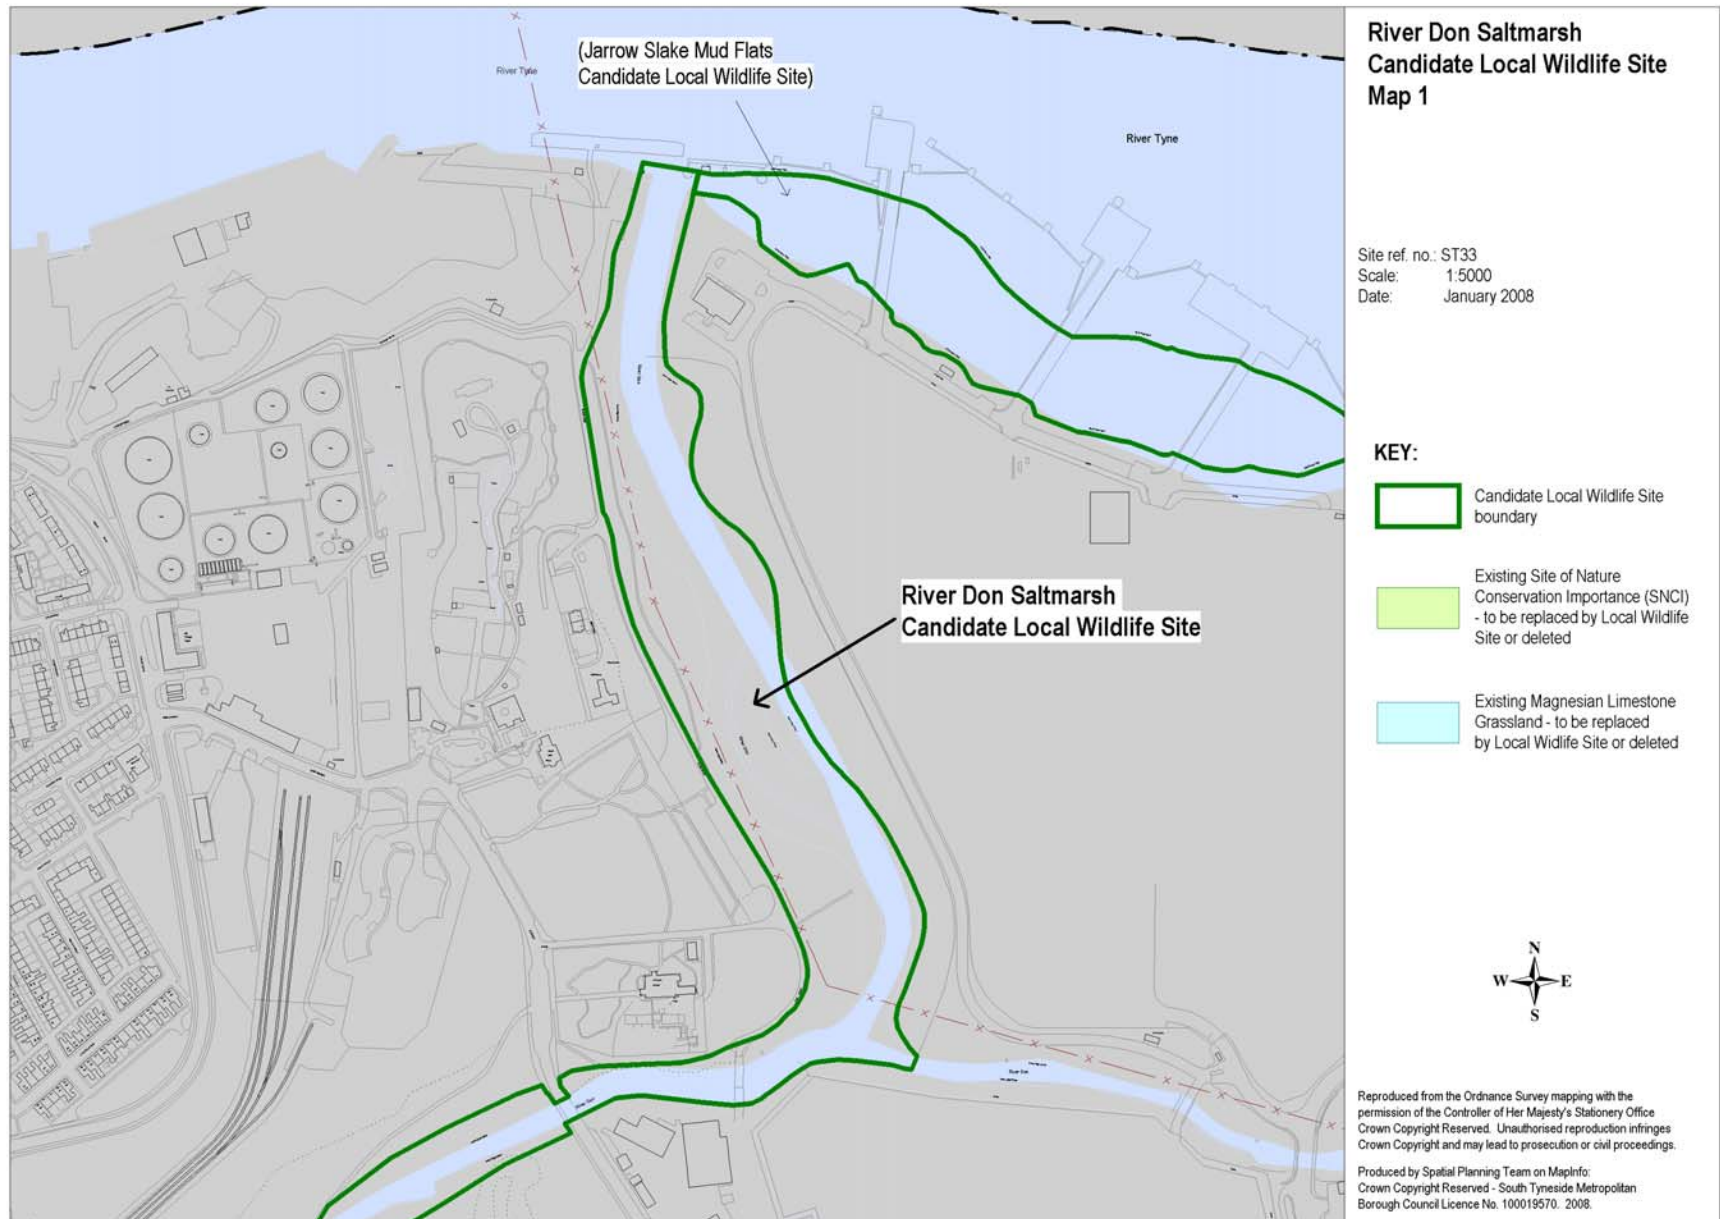 River Don Saltmarsh
Candidate Local Wildlife Site
Map 1
(Jarrow Slake Mud Flats
Candidate Local Wildlife Site)
River Tyne
River Tyne
River Don Saltmarsh
Candidate Local Wildlife Site
Site ref. no.: ST33
Scale: 1:5000
Date: January 2008
KEY:
Candidate Local Wildlife Site
boundary
Existing Site of Nature
Conservation Importance (SNCI)
- to be replaced by Local Wildlife
Site or deleted
Existing Magnesian Limestone
Grassland - to be replaced
by Local Widlife Site or deleted
N
W E
S
River Don
Reproduced from the Ordnance Survey mapping with the
permission of the Controller of Her Majesty's Stationery Office
Crown Copyright Reserved. Unauthorised reproduction infringes
Crown Copyright and may lead to prosecution or civil proceedings.
Produced by Spatial Planning Team on MapInfo:
Crown Copyright Reserved - South Tyneside Metropolitan
Borough Council Licence No. 100019570. 2008.